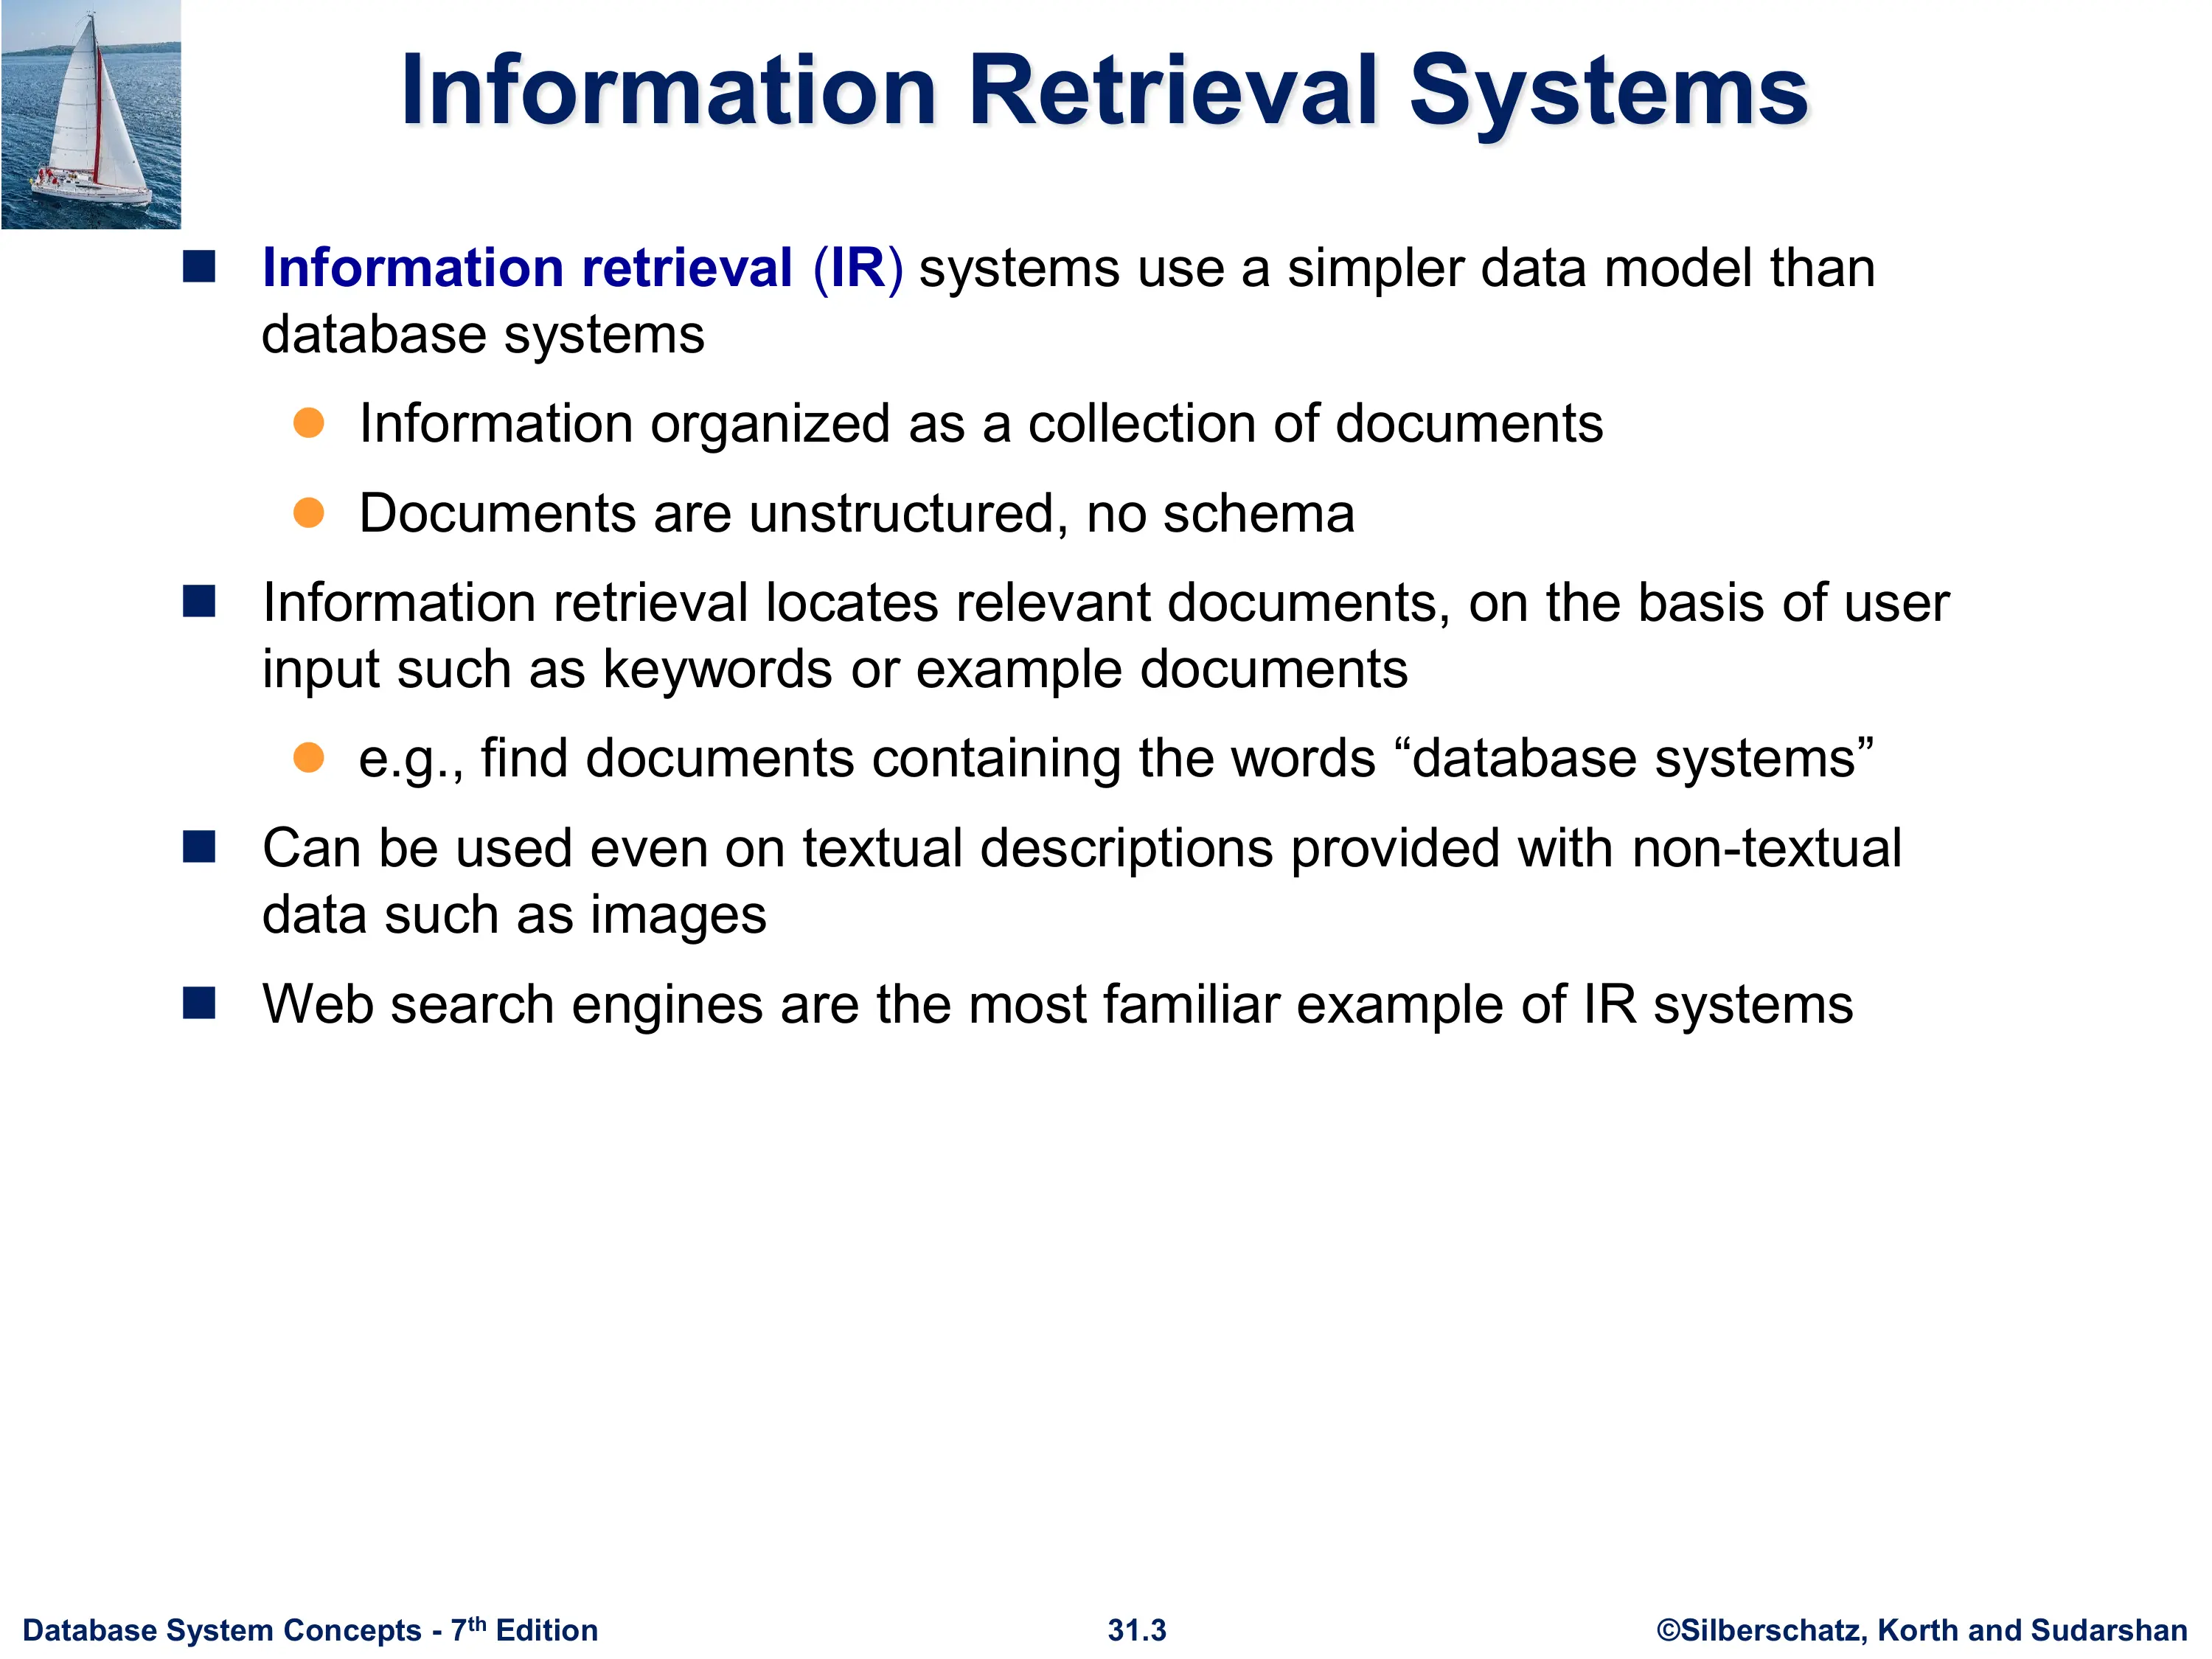 Information Retrieval Systems
Information retrieval (IR) systems use a simpler data model than
database systems
Information organized as a collection of documents
Documents are unstructured, no schema
Information retrieval locates relevant documents, on the basis of user
input such as keywords or example documents
e.g., find documents containing the words “database systems”
Can be used even on textual descriptions provided with non-textual
data such as images
Web search engines are the most familiar example of IR systems
Database System Concepts - 7th Edition 31.3 ©Silberschatz, Korth and Sudarshan